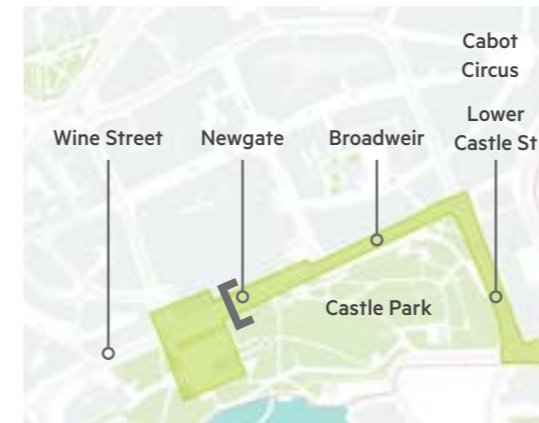 Cabot
Circus
Wine Street
Newgate
Broadweir
Lower
Castle St
Castle Park